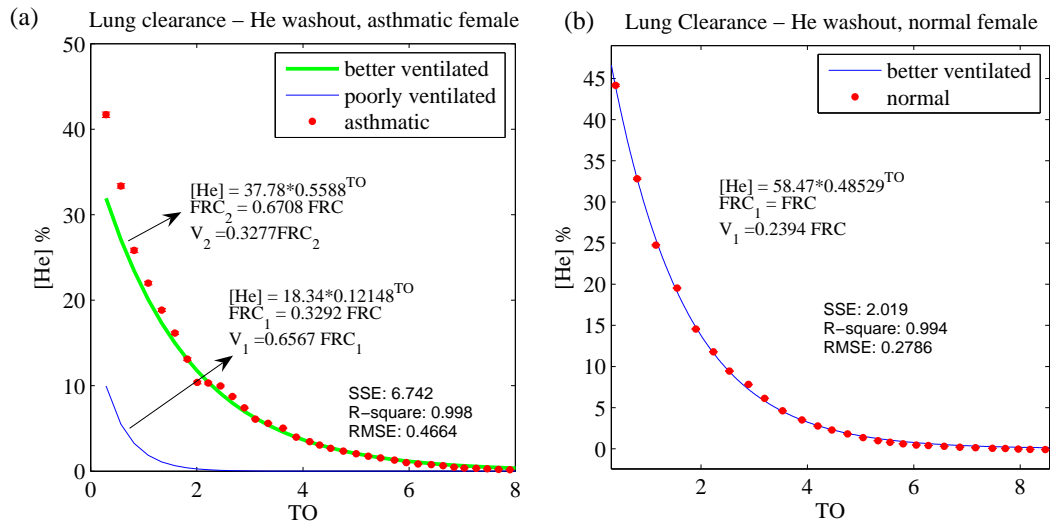 (a)
Lung clearance – He washout, asthmatic female
50
40
30
20
10
0
[He] %
better ventilated
poorly ventilated
asthmatic
[He] = 37.78*0.5588^TO
FRC_2 = 0.6708 FRC
V_2 =0.3277FRC_2
[He] = 18.34*0.12148^TO
FRC_1 = 0.3292 FRC
V_1 =0.6567 FRC_1
SSE: 6.742
R−square: 0.998
RMSE: 0.4664
0 2 4 6 8
TO
(b)
Lung Clearance – He washout, normal female
45
40
35
30
25
20
15
10
5
0
[He] %
better ventilated
normal
[He] = 58.47*0.48529^TO
FRC_1 = FRC
V_1 =0.2394 FRC
SSE: 2.019
R−square: 0.994
RMSE: 0.2786
2 4 6 8
TO